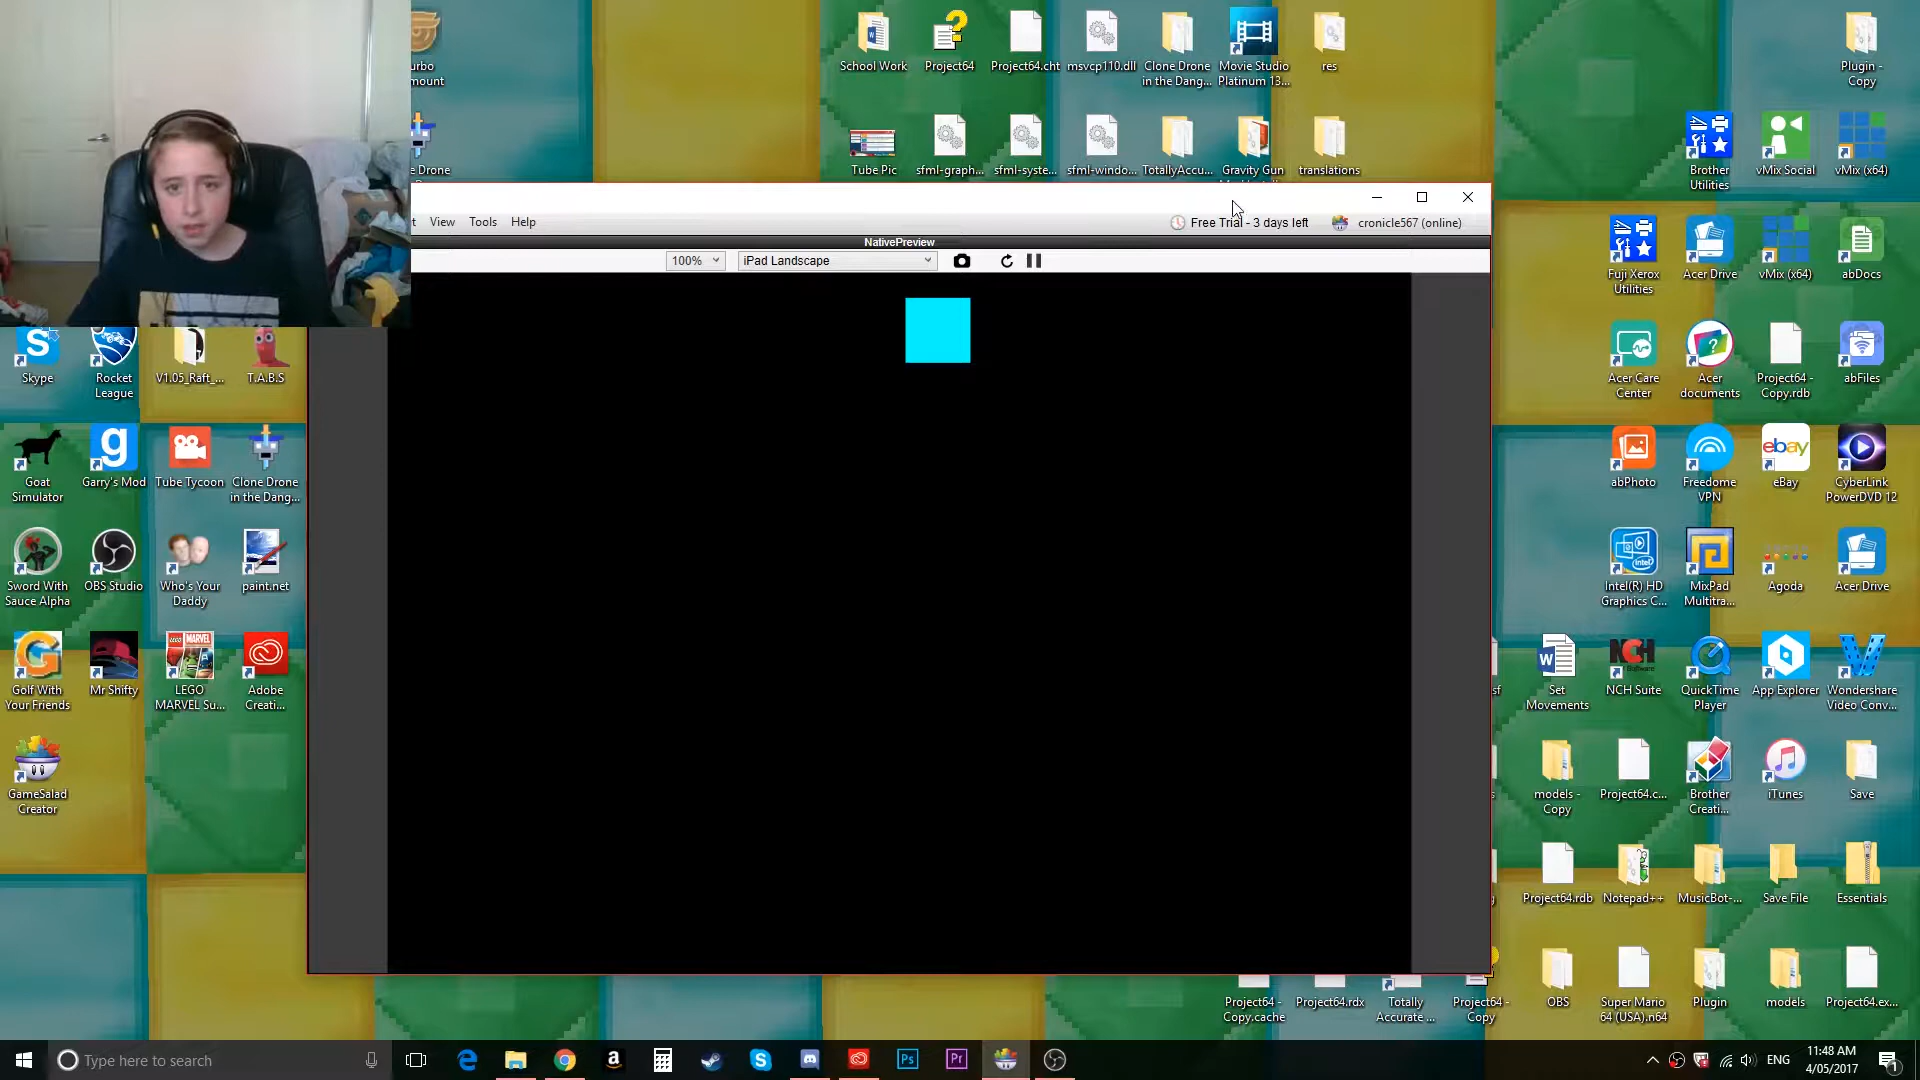 urbo
mount
School Work
Project64
Project64.cht
msvcp110.dll
Clone Drone
in the Dang...
Movie Studio
Platinum 13...
res
Plugin -
Copy
e Drone
Tube Pic
sfml-graph...
sfml-syste...
sfml-windo...
TotallyAccu...
Gravity Gun
translations
Brother
Utilities
vMix Social
vMix (x64)
View
Tools
Help
Free Trial - 3 days left
cronicle567 (online)
NativePreview
100%
iPad Landscape
Fuji Xerox
Utilities
Acer Drive
vMix (x64)
abDocs
Skype
Rocket
League
V1.05_Raft_...
T.A.B.S
Acer Care
Center
Acer
documents
Project64 -
Copy.rdb
abFiles
Goat
Simulator
Garry's Mod
Tube Tycoon
Clone Drone
in the Dang...
abPhoto
Freedome
VPN
ebay
eBay
CyberLink
PowerDVD 12
Sword With
Sauce Alpha
OBS Studio
Who's Your
Daddy
paint.net
Intel(R) HD
Graphics C...
MixPad
Multitra...
Agoda
Acer Drive
Golf With
Your Friends
Mr Shifty
LEGO
MARVEL Su...
Adobe
Creati...
sf
Set
Movements
NCH
NCH Suite
QuickTime
Player
App Explorer
Wondershare
Video Conv...
GameSalad
Creator
models -
Copy
Project64.c...
Brother
Creati...
iTunes
Save
Project64.rdb
Notepad++
MusicBot-...
Save File
Essentials
Project64 -
Copy.cache
Project64.rdx
Totally
Accurate ...
Project64 -
Copy
OBS
Super Mario
64 (USA).n64
Plugin
models
Project64.ex...
Type here to search
Ps
Pr
ENG
11:48 AM
4/05/2017
1